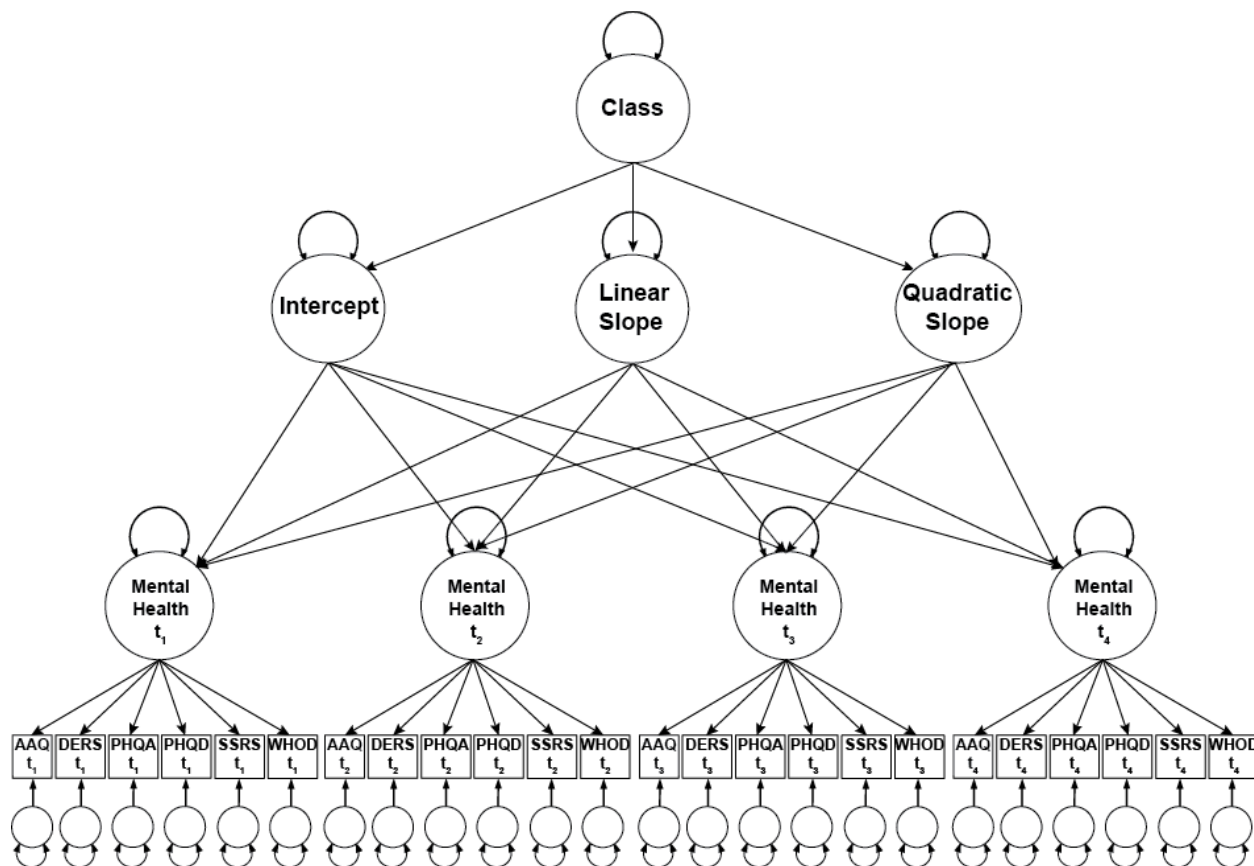 Class
Intercept
Linear
Slope
Quadratic
Slope
Mental
Health
t1
Mental
Health
t2
Mental
Health
t3
Mental
Health
t4
AAQ DERS PHQA PHQD SSRS WHOD AAQ DERS PHQA PHQD SSRS WHOD AAQ DERS PHQA PHQD SSRS WHOD AAQ DERS PHQA PHQD SSRS WHOD
t1 t1 t1 t1 t1 t1 t2 t2 t2 t2 t2 t2 t3 t3 t3 t3 t3 t3 t4 t4 t4 t4 t4 t4